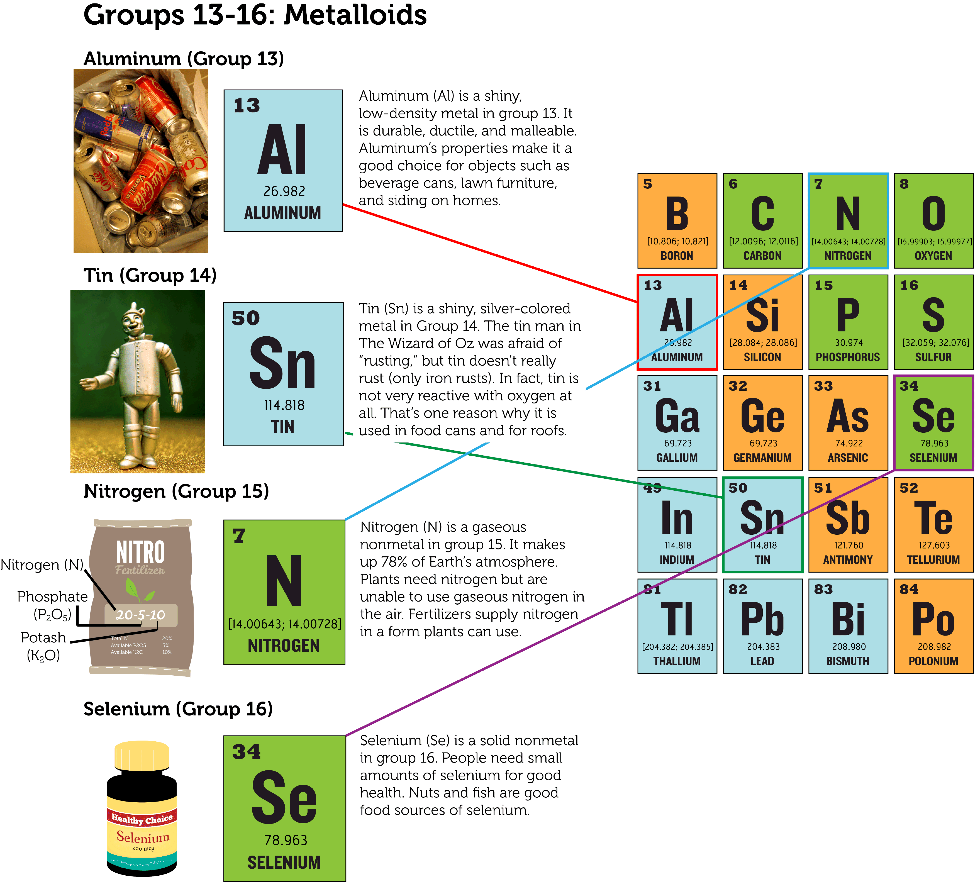 Groups 13-16: Metalloids
Aluminum (Group 13)
13
Al
26.982
ALUMINUM
Aluminum (Al) is a shiny,
low-density metal in group 13. It
is durable, ductile, and malleable.
Aluminum's properties make it a
good choice for objects such as
beverage cans, lawn furniture,
and siding on homes.
Tin (Group 14)
50
Sn
114.818
TIN
Tin (Sn) is a shiny, silver-colored
metal in Group 14. The tin man in
The Wizard of Oz was afraid of
"rusting," but tin doesn't really
rust (only iron rusts). In fact, tin is
not very reactive with oxygen at
all. That's one reason why it is
used in food cans and for roofs.
Nitrogen (Group 15)
NITRO
Fertilizer
20-5-10
Nitrogen (N)
Phosphate
(P₂O₅)
Potash
(K₂O)
7
N
[14.00643; 14.00728]
NITROGEN
Nitrogen (N) is a gaseous
nonmetal in group 15. It makes
up 78% of Earth's atmosphere.
Plants need nitrogen but are
unable to use gaseous nitrogen in
the air. Fertilizers supply nitrogen
in a form plants can use.
Selenium (Group 16)
Healthy Choice
Selenium
34
Se
78.963
SELENIUM
Selenium (Se) is a solid nonmetal
in group 16. People need small
amounts of selenium for good
health. Nuts and fish are good
food sources of selenium.
5
B
[10.806; 10.821]
BORON
6
C
[12.0096; 12.0116]
CARBON
7
N
[14.00643; 14.00728]
NITROGEN
8
O
[15.99903; 15.99977]
OXYGEN
13
Al
26.982
ALUMINUM
14
Si
[28.084; 28.086]
SILICON
15
P
30.974
PHOSPHORUS
16
S
[32.059; 32.076]
SULFUR
31
Ga
69.723
GALLIUM
32
Ge
69.723
GERMANIUM
33
As
74.922
ARSENIC
34
Se
78.963
SELENIUM
49
In
114.818
INDIUM
50
Sn
114.818
TIN
51
Sb
121.760
ANTIMONY
52
Te
127.603
TELLURIUM
81
Tl
[204.382; 204.385]
THALLIUM
82
Pb
204.383
LEAD
83
Bi
208.980
BISMUTH
84
Po
208.982
POLONIUM